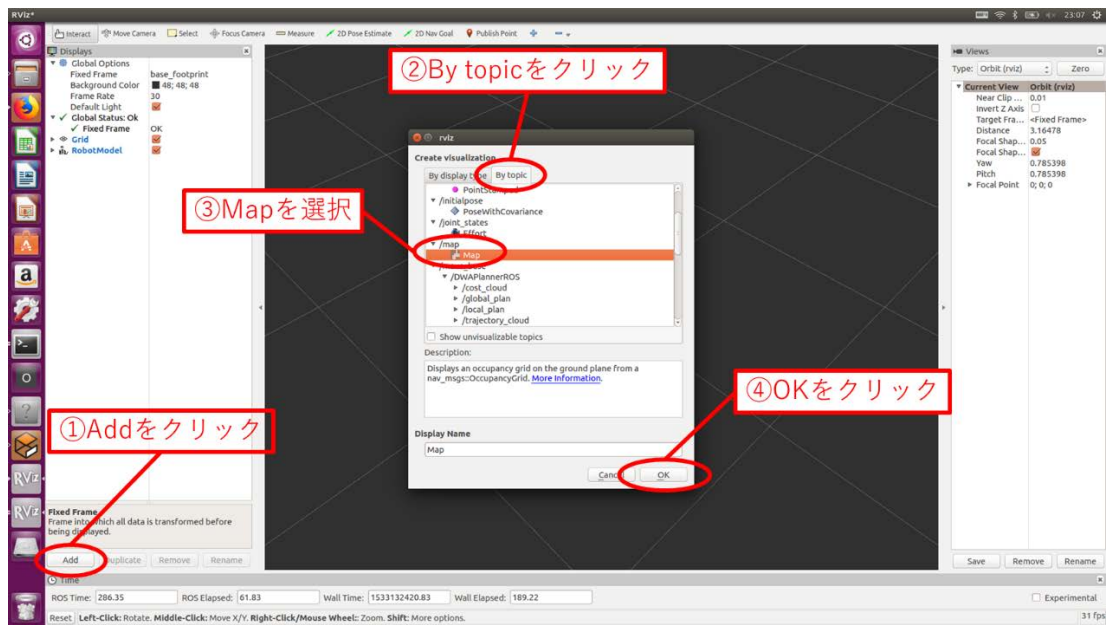 RViz*
23:07
Interact Move Camera Select Focus Camera Measure 2D Pose Estimate 2D Nav Goal Publish Point
Displays
Global Options
Fixed Frame base_footprint
Background Color 48; 48; 48
Frame Rate 30
Default Light
Global Status: Ok
Fixed Frame OK
Grid
RobotModel
②By topicをクリック
③Mapを選択
①Addをクリック
④OKをクリック
rviz
Create visualization
By display type By topic
/initialpose
PoseWithCovariance
/joint_states
Effort
/map
Map
/DWAPlannerROS
/cost_cloud
/global_plan
/local_plan
/trajectory_cloud
Show unvisualizable topics
Description:
Displays an occupancy grid on the ground plane from a
nav_msgs::OccupancyGrid. More Information.
Display Name
Map
Cancel OK
Views
Type: Orbit (rviz) Zero
Current View Orbit (rviz)
Near Clip ... 0.01
Invert Z Axis
Target Fra... <Fixed Frame>
Distance 3.16478
Focal Shap... 0.05
Focal Shap...
Yaw 0.785398
Pitch 0.785398
Focal Point 0; 0; 0
RViz
RViz
Fixed Frame
Frame into which all data is transformed before
being displayed.
Add Duplicate Remove Rename
Save Remove Rename
Time
ROS Time: 286.35 ROS Elapsed: 61.83 Wall Time: 1533132420.83 Wall Elapsed: 189.22 Experimental
Reset Left-Click: Rotate. Middle-Click: Move X/Y. Right-Click/Mouse Wheel:: Zoom. Shift: More options. 31 fps